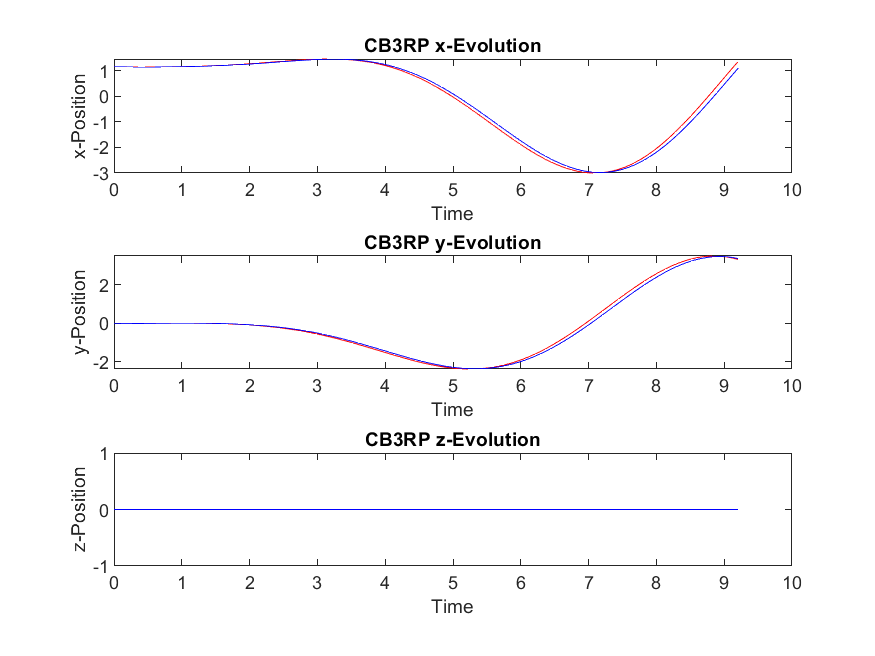 CB3RP x-Evolution
x-Position
1
0
-1
-2
-3
0 1 2 3 4 5 6 7 8 9 10
Time
CB3RP y-Evolution
y-Position
2
0
-2
0 1 2 3 4 5 6 7 8 9 10
Time
CB3RP z-Evolution
z-Position
1
0
-1
0 1 2 3 4 5 6 7 8 9 10
Time